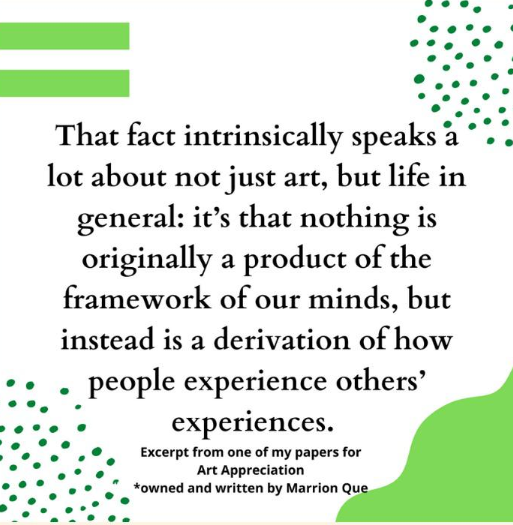 That fact intrinsically speaks a
lot about not just art, but life in
general: it’s that nothing is
originally a product of the
framework of our minds, but
instead is a derivation of how
people experience others’
experiences.
Excerpt from one of my papers for
Art Appreciation
*owned and written by Marrion Que